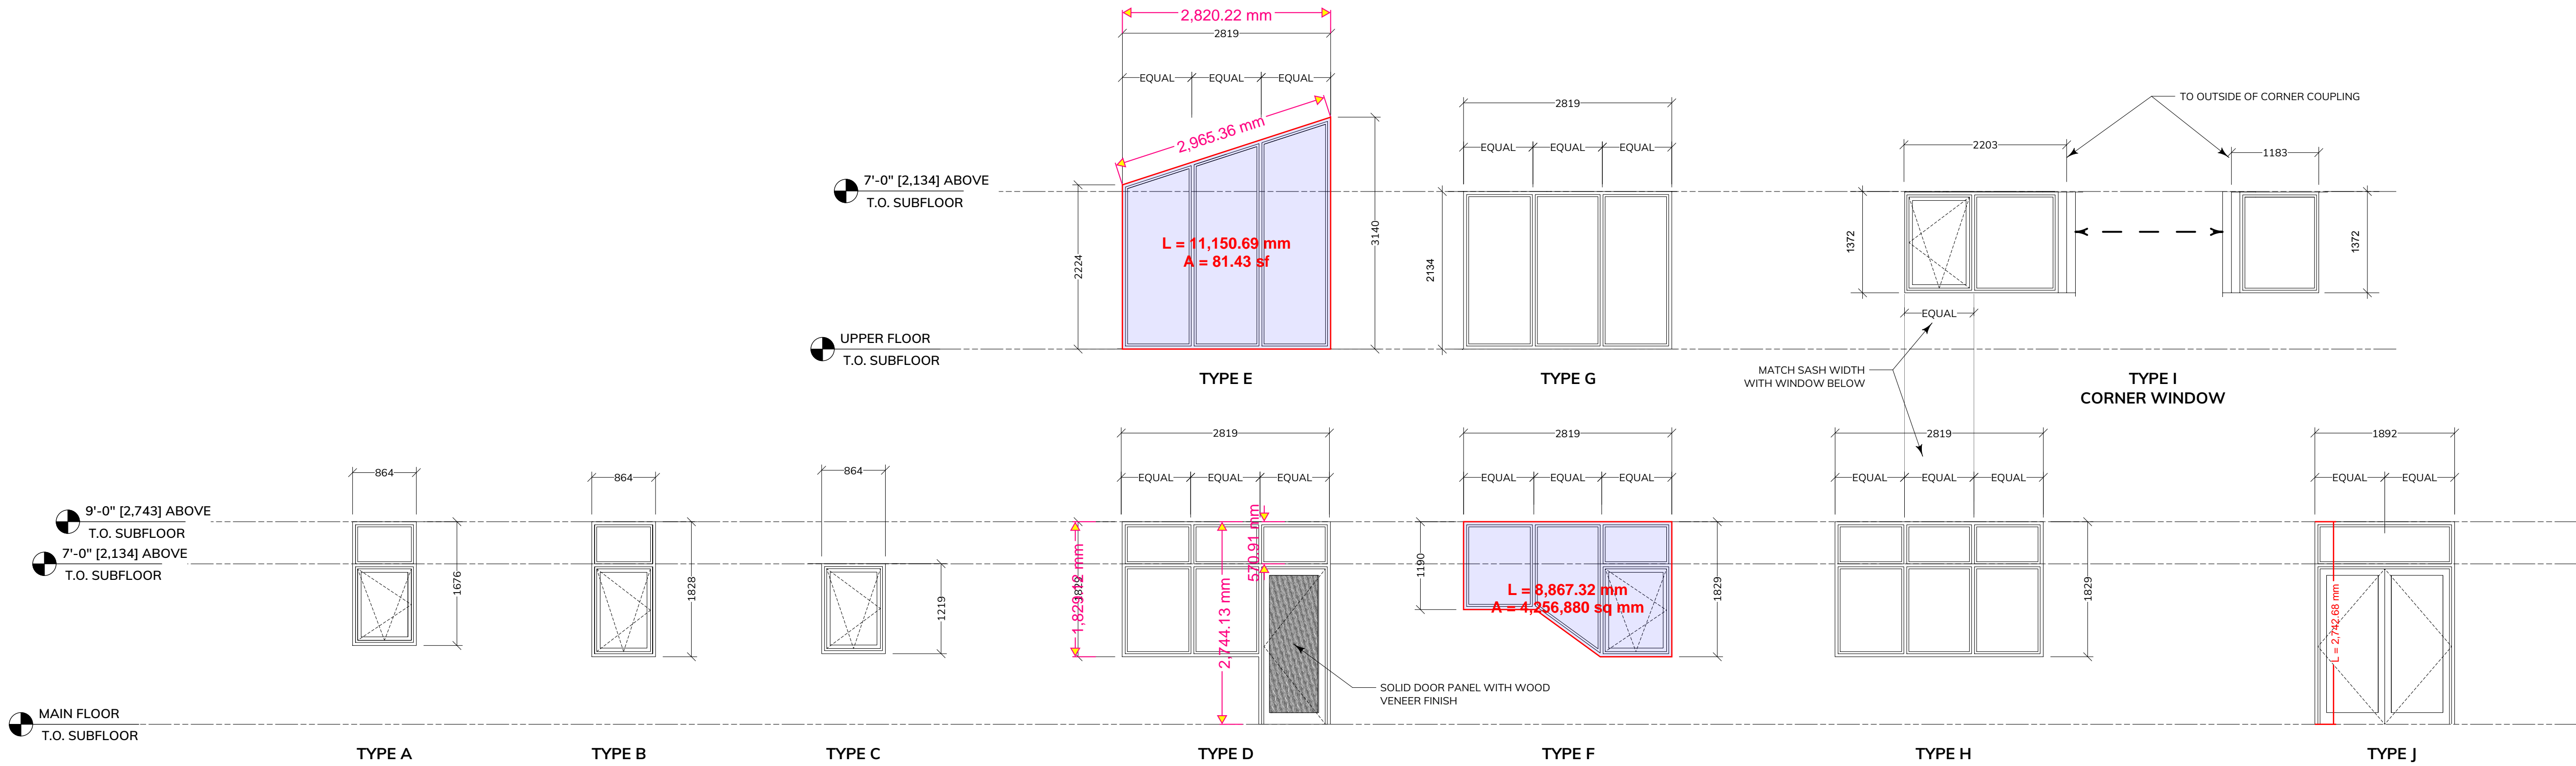 2,820.22 mm
2819
EQUAL
EQUAL
EQUAL
2,965.36 mm
7'-0" [2,134] ABOVE
T.O. SUBFLOOR
2224
L = 11,150.69 mm
A = 81.43 sf
3140
UPPER FLOOR
T.O. SUBFLOOR
TYPE E
2819
EQUAL
EQUAL
EQUAL
2134
TYPE G
TO OUTSIDE OF CORNER COUPLING
2203
1183
1372
1372
EQUAL
MATCH SASH WIDTH
WITH WINDOW BELOW
TYPE I
CORNER WINDOW
9'-0" [2,743] ABOVE
T.O. SUBFLOOR
7'-0" [2,134] ABOVE
T.O. SUBFLOOR
MAIN FLOOR
T.O. SUBFLOOR
864
1676
TYPE A
864
1828
TYPE B
864
1219
TYPE C
2819
EQUAL
EQUAL
EQUAL
1829
1,829.12 mm
2,744.13 mm
570.91 mm
SOLID DOOR PANEL WITH WOOD
VENEER FINISH
TYPE D
2819
EQUAL
EQUAL
EQUAL
1190
L = 8,867.32 mm
A = 4,256,880 sq mm
1829
TYPE F
2819
EQUAL
EQUAL
EQUAL
1829
TYPE H
1892
EQUAL
EQUAL
L = 2,742.68 mm
TYPE J